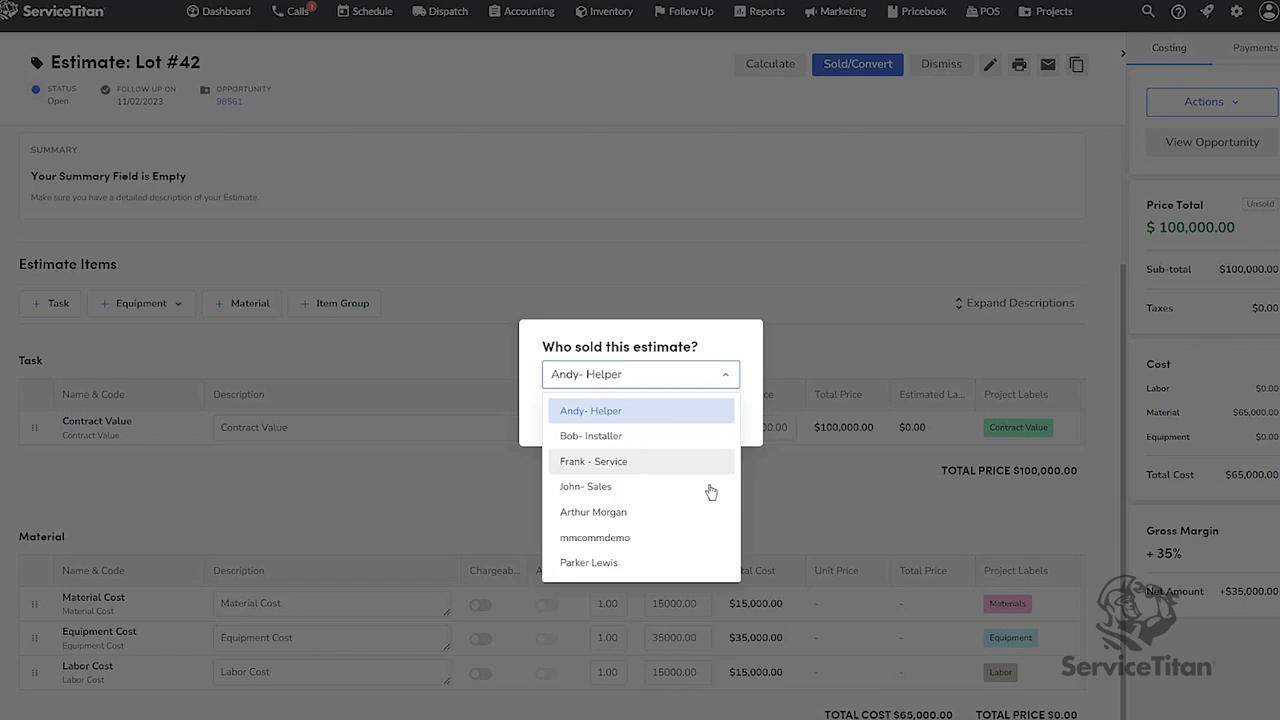 ServiceTitan
Dashboard
Calls
1
Schedule
Dispatch
Accounting
Inventory
Follow Up
Reports
Marketing
Pricebook
POS
Projects
Estimate: Lot #42
Calculate
Sold/Convert
Dismiss
STATUS
Open
FOLLOW UP ON
11/02/2023
OPPORTUNITY
98561
Costing
Payments
Actions
View Opportunity
SUMMARY
Your Summary Field is Empty
Make sure you have a detailed description of your Estimate.
Price Total
Unsold
$ 100,000.00
Sub-total
$100,000.00
Taxes
$0.00
Estimate Items
+ Task
+ Equipment
+ Material
+ Item Group
Expand Descriptions
Who sold this estimate?
Andy- Helper
Andy- Helper
Bob- Installer
Frank - Service
John- Sales
Arthur Morgan
mmcommdemo
Parker Lewis
Task
Name & Code
Description
Total Price
Estimated La...
Project Labels
Contract Value
Contract Value
Contract Value
$100,000.00
$0.00
Contract Value
TOTAL PRICE $100,000.00
Cost
Labor
$0.00
Material
$65,000.00
Equipment
$0.00
Total Cost
$65,000.00
Gross Margin
+ 35%
Net Amount
+$35,000.00
Material
Name & Code
Description
Chargeab...
Unit Price
Total Price
Project Labels
Material Cost
Material Cost
Material Cost
1.00
15000.00
$15,000.00
-
-
Materials
Equipment Cost
Equipment Cost
Equipment Cost
1.00
35000.00
$35,000.00
-
-
Equipment
Labor Cost
Labor Cost
Labor Cost
1.00
15000.00
$15,000.00
-
-
Labor
TOTAL COST $65,000.00
TOTAL PRICE $0.00
ServiceTitan